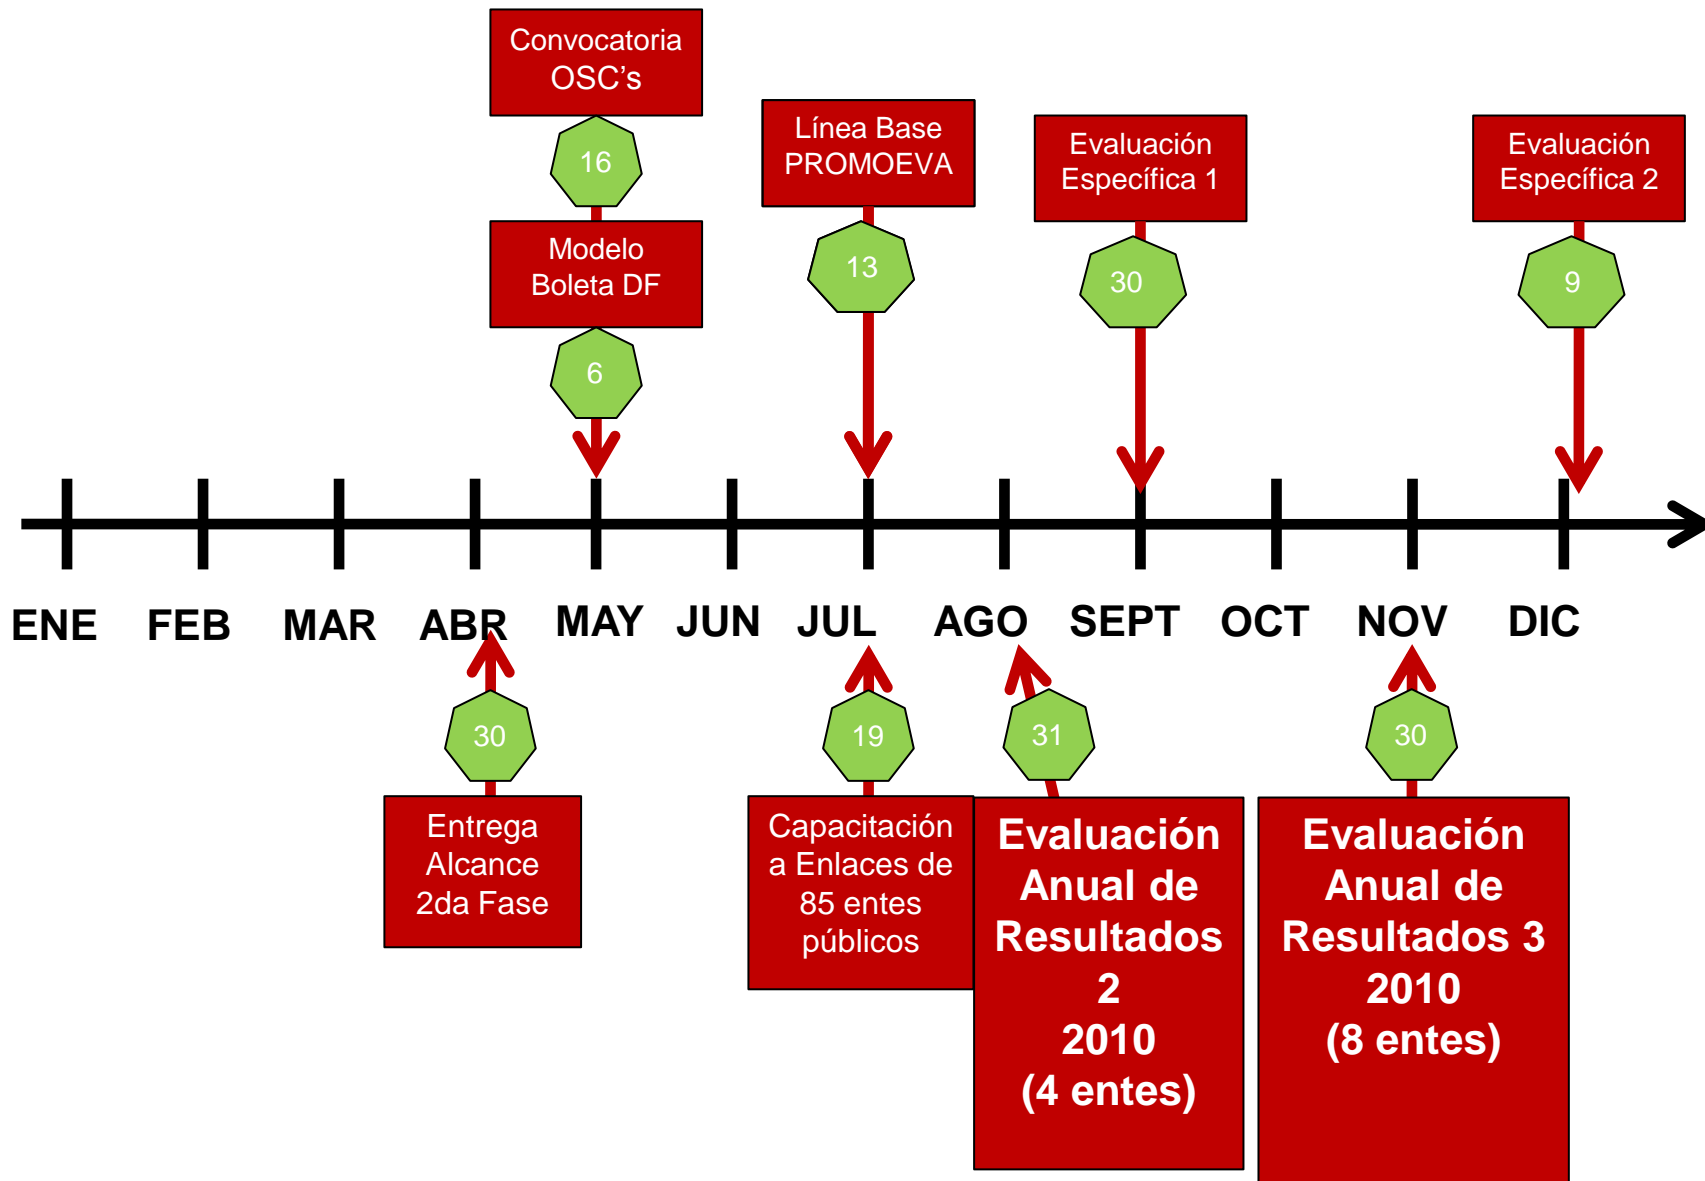 Convocatoria
OSC’s
16
Modelo
Boleta DF
6
Línea Base
PROMOEVA
13
Evaluación
Específica 1
30
Evaluación
Específica 2
9
ENE FEB MAR ABR MAY JUN JUL AGO SEPT OCT NOV DIC
30
Entrega
Alcance
2da Fase
19
Capacitación
a Enlaces de
85 entes
públicos
31
Evaluación
Anual de
Resultados
2
2010
(4 entes)
30
Evaluación
Anual de
Resultados 3
2010
(8 entes)